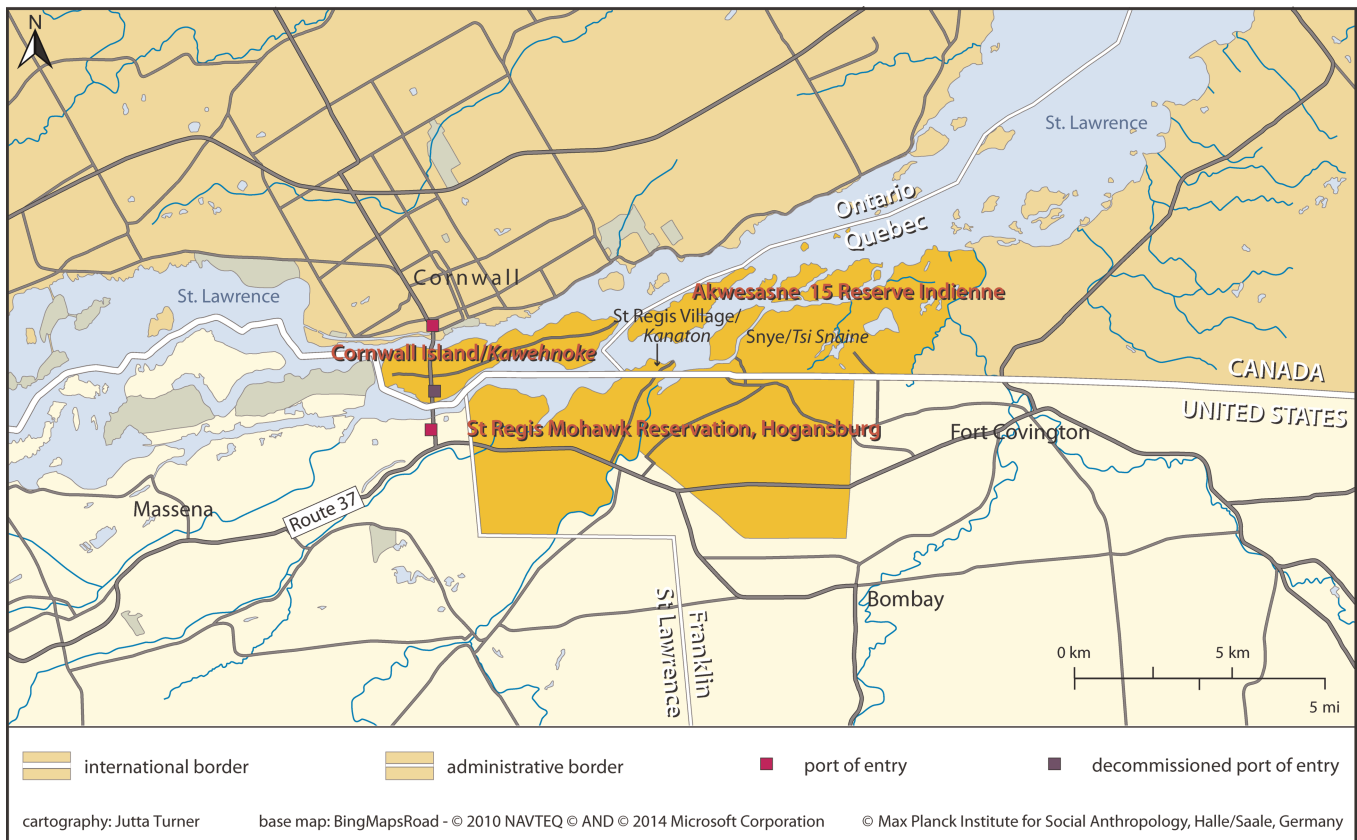 N
St. Lawrence
Ontario
Quebec
Cornwall
St. Lawrence
Akwesasne 15 Reserve Indienne
St Regis Village/
Kanaton
Snye/Tsi Snaine
Cornwall Island/Kawehnoke
CANADA
UNITED STATES
St Regis Mohawk Reservation, Hogansburg
Fort Covington
Massena
Route 37
Bombay
St Lawrence
Franklin
0 km 5 km
5 mi
international border
administrative border
port of entry
decommissioned port of entry
cartography: Jutta Turner
base map: BingMapsRoad - © 2010 NAVTEQ © AND © 2014 Microsoft Corporation
© Max Planck Institute for Social Anthropology, Halle/Saale, Germany